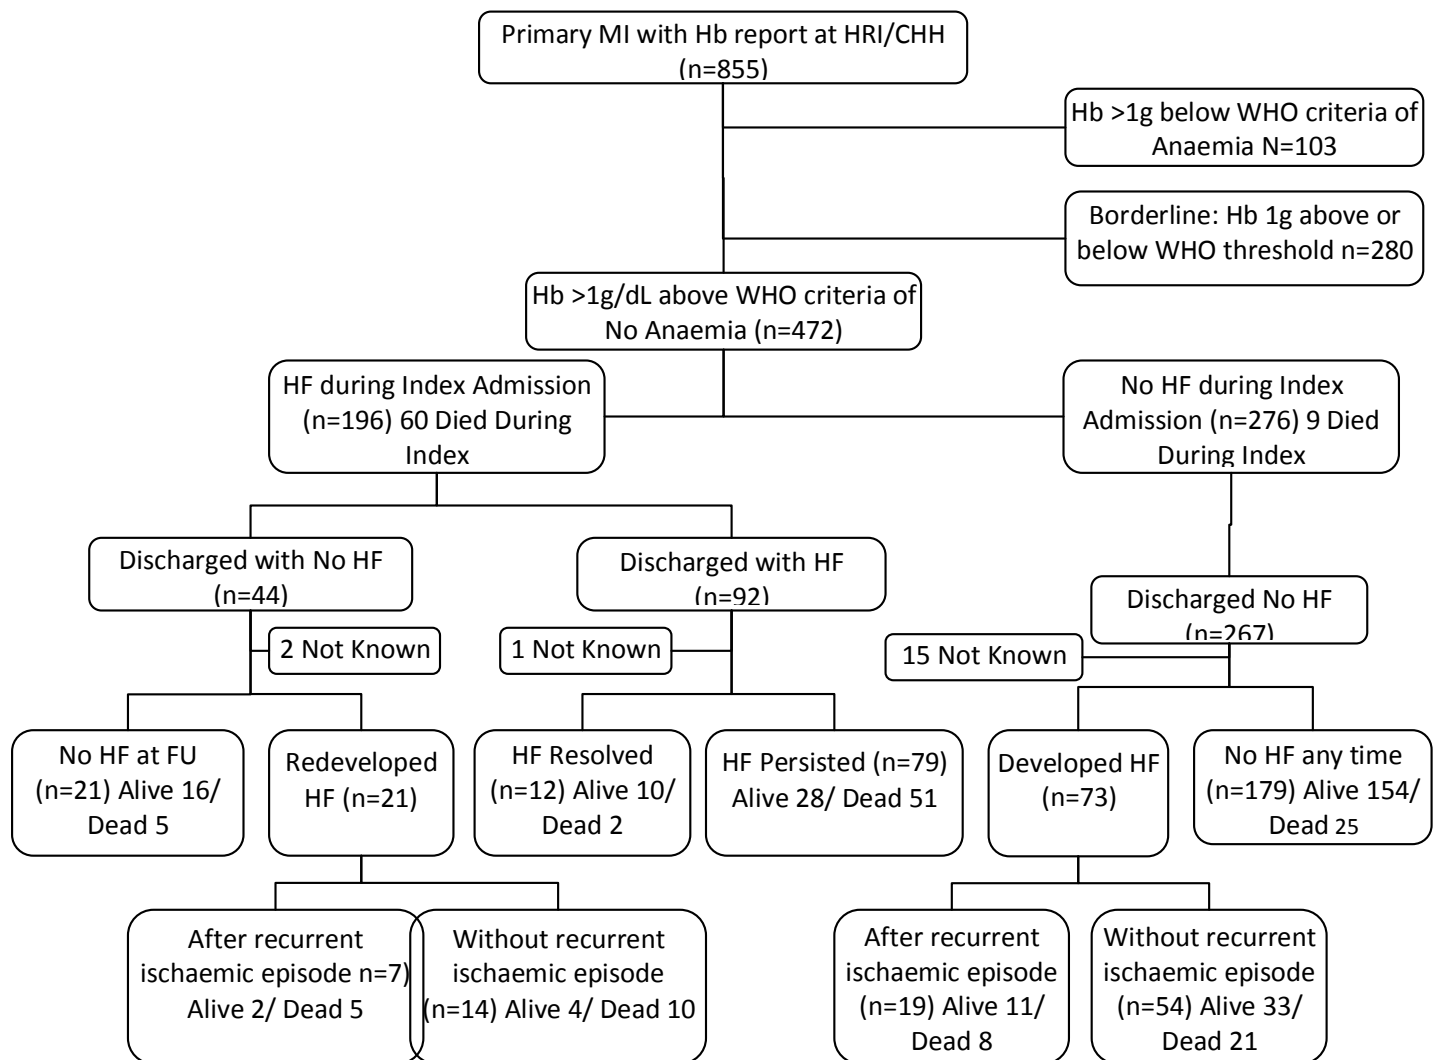 Primary MI with Hb report at HRI/CHH
(n=855)
Hb >1g below WHO criteria of
Anaemia N=103
Borderline: Hb 1g above or
below WHO threshold n=280
Hb >1g/dL above WHO criteria of
No Anaemia (n=472)
HF during Index Admission
(n=196) 60 Died During
Index
No HF during Index
Admission (n=276) 9 Died
During Index
Discharged with No HF
(n=44)
Discharged with HF
(n=92)
Discharged No HF
(n=267)
2 Not Known
1 Not Known
15 Not Known
No HF at FU
(n=21) Alive 16/
Dead 5
Redeveloped
HF (n=21)
HF Resolved
(n=12) Alive 10/
Dead 2
HF Persisted (n=79)
Alive 28/ Dead 51
Developed HF
(n=73)
No HF any time
(n=179) Alive 154/
Dead 25
After recurrent
ischaemic episode n=7)
Alive 2/ Dead 5
Without recurrent
ischaemic episode
(n=14) Alive 4/ Dead 10
After recurrent
ischaemic episode
(n=19) Alive 11/
Dead 8
Without recurrent
ischaemic episode
(n=54) Alive 33/
Dead 21